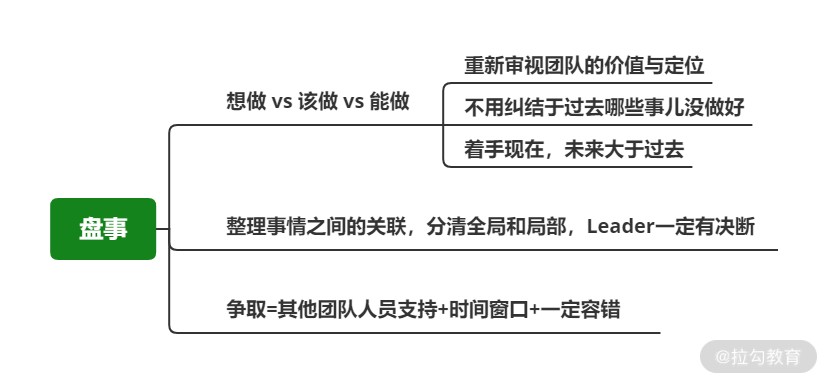 重新审视团队的价值与定位
想做 vs 该做 vs 能做
不用纠结于过去哪些事儿没做好
着手现在，未来大于过去
盘事
整理事情之间的关联，分清全局和局部，Leader一定有决断
争取=其他团队人员支持+时间窗口+一定容错
@拉勾教育